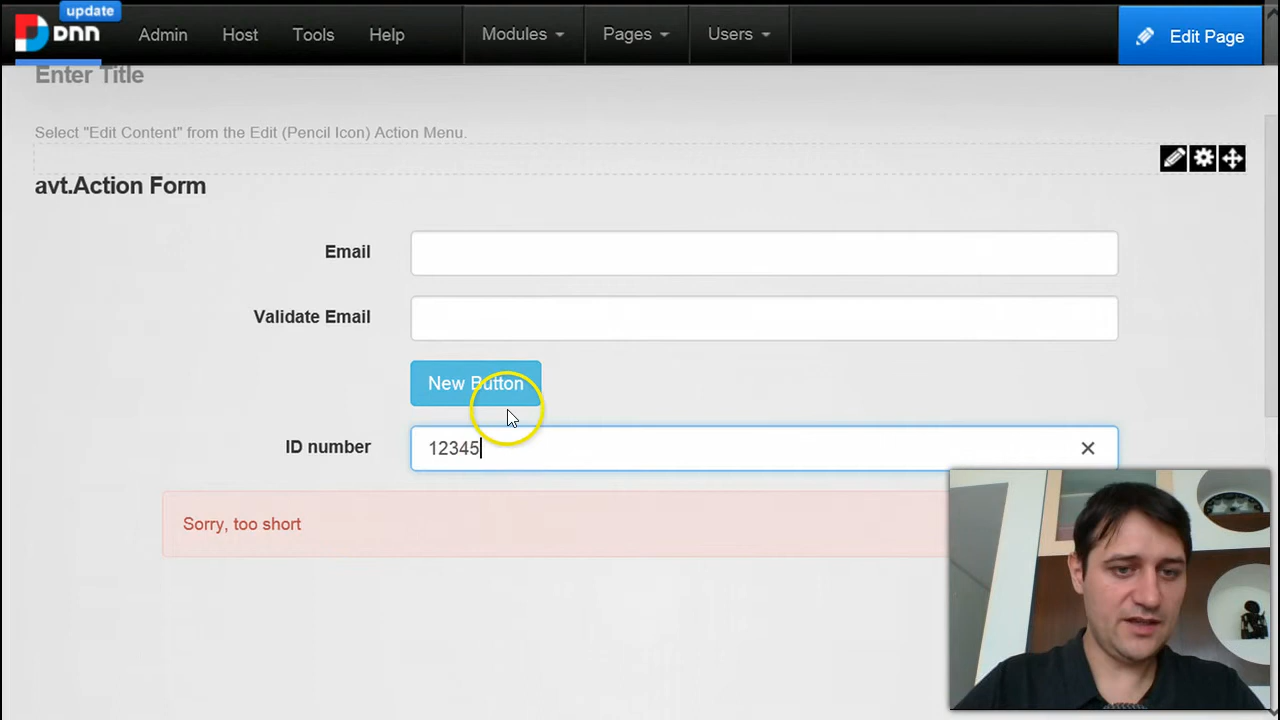 update
DNN Admin Host Tools Help Modules Pages Users Edit Page
Enter Title
Select "Edit Content" from the Edit (Pencil Icon) Action Menu.
avt.Action Form
Email
Validate Email
New Button
ID number 12345
Sorry, too short